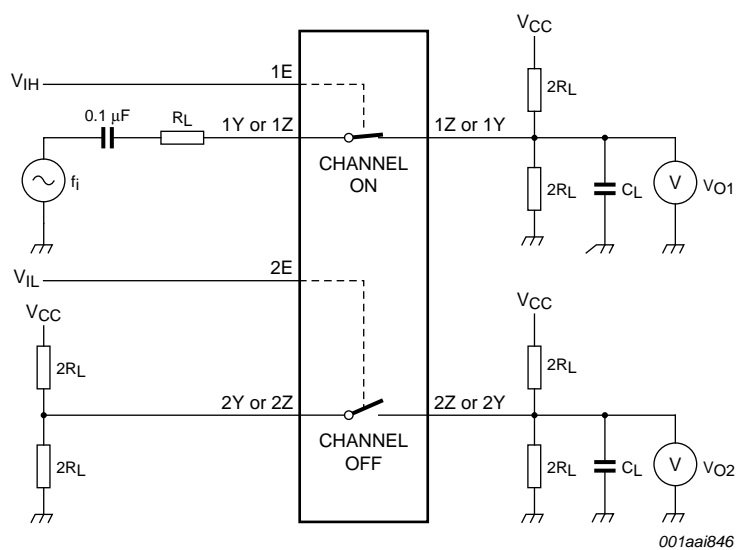 VCC
VIH
1E
2RL
0.1 μF
RL
1Y or 1Z
1Z or 1Y
fi
CHANNEL
ON
2RL
CL
V
VO1
VIL
2E
VCC
VCC
2RL
2RL
2Y or 2Z
2Z or 2Y
CHANNEL
OFF
2RL
2RL
CL
V
VO2
001aai846